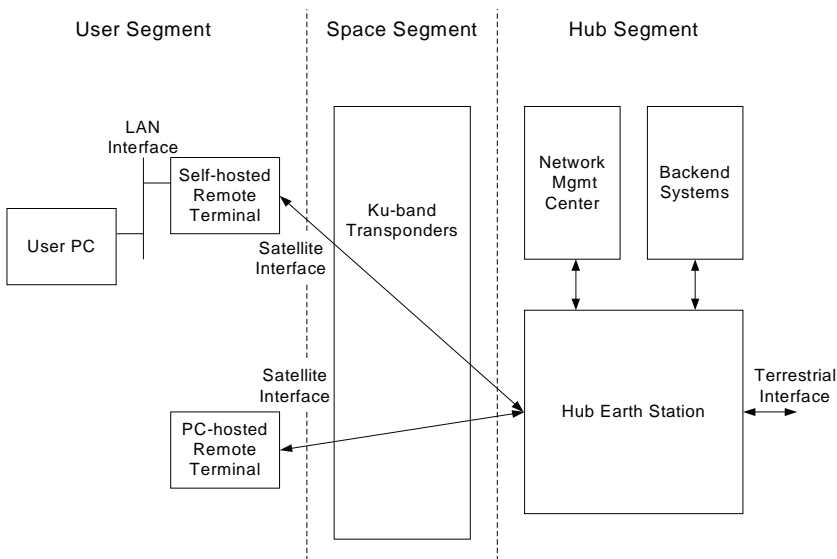 User Segment
Space Segment
Hub Segment
LAN
Interface
Self-hosted
Remote
Terminal
User PC
Satellite
Interface
Ku-band
Transponders
Network
Mgmt
Center
Backend
Systems
Satellite
Interface
PC-hosted
Remote
Terminal
Hub Earth Station
Terrestrial
Interface